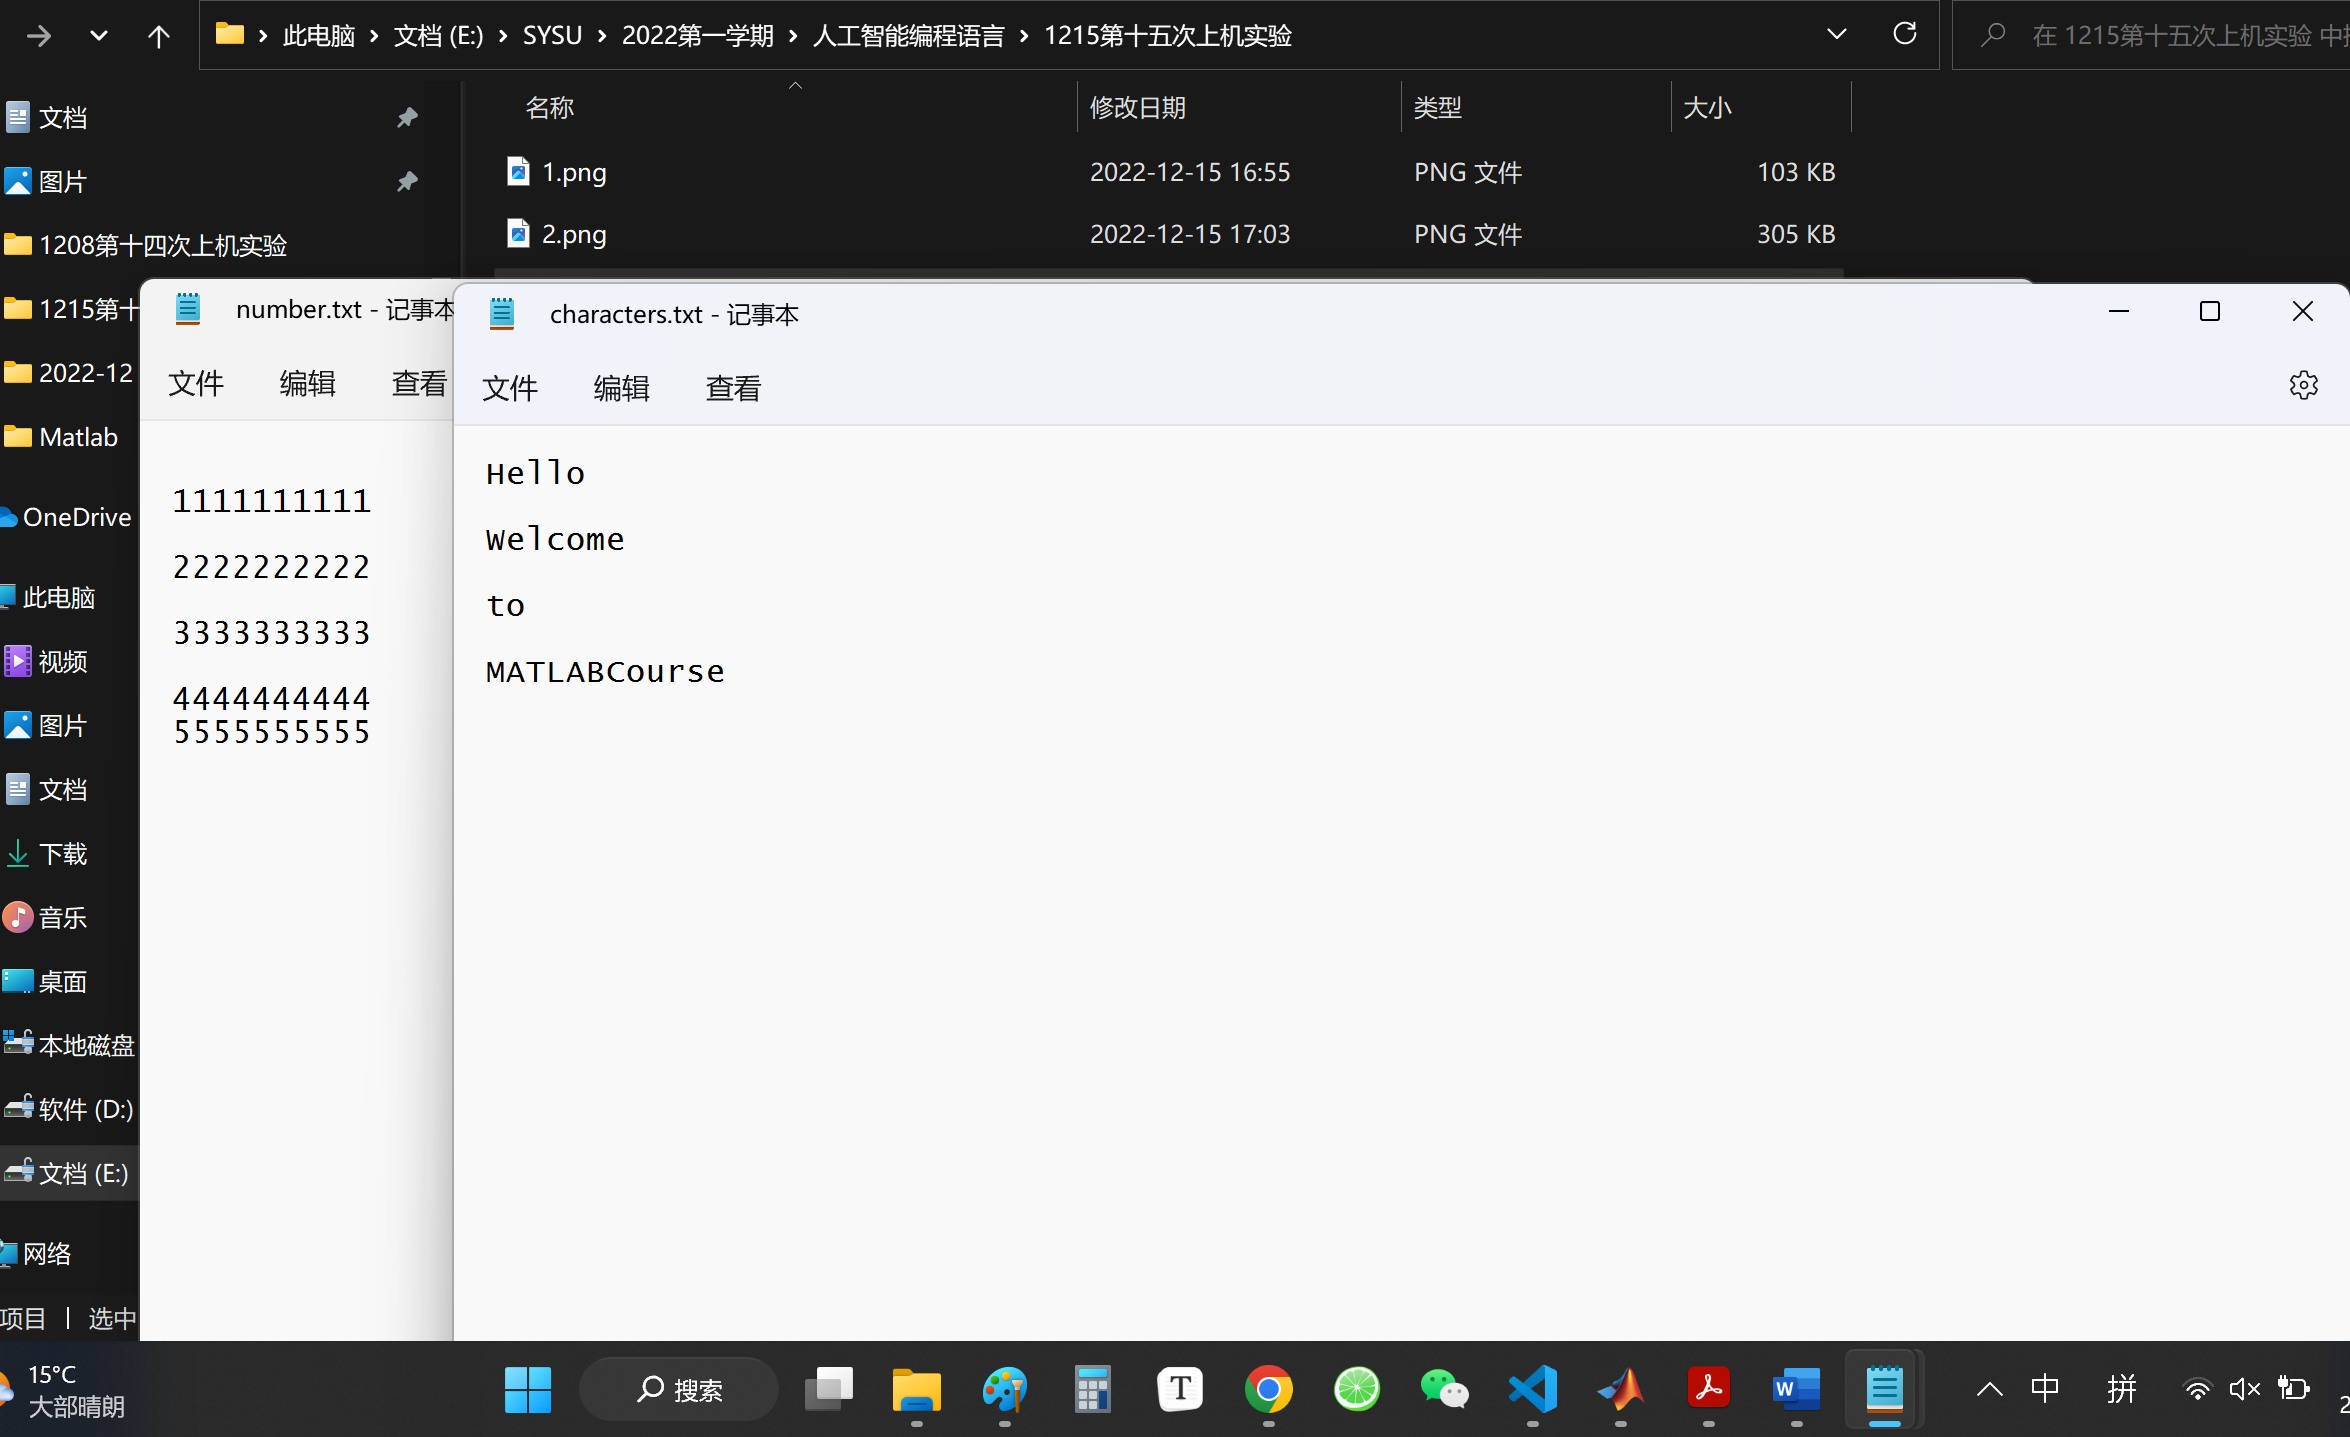 此电脑 文档 (E:) SYSU 2022第一学期 人工智能编程语言 1215第十五次上机实验
在 1215第十五次上机实验 中
名称 修改日期 类型 大小
1.png 2022-12-15 16:55 PNG 文件 103 KB
2.png 2022-12-15 17:03 PNG 文件 305 KB
文档
图片
1208第十四次上机实验
1215第十
2022-12
Matlab
OneDrive
此电脑
视频
图片
文档
下载
音乐
桌面
本地磁盘
软件 (D:)
文档 (E:)
网络
项目 | 选中
number.txt - 记事本
文件 编辑 查看
1111111111
2222222222
3333333333
4444444444
5555555555
characters.txt - 记事本
文件 编辑 查看
Hello
Welcome
to
MATLABCourse
15°C
大部晴朗
搜索
T
W
中
拼
2